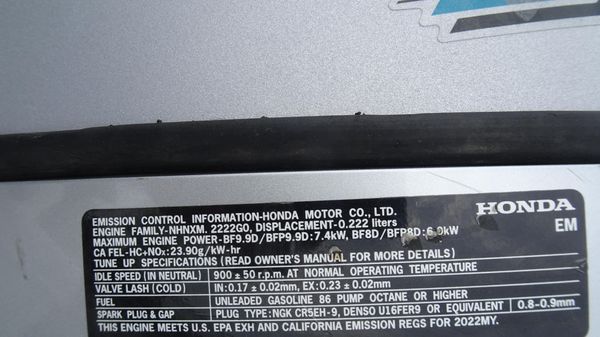 EMISSION CONTROL INFORMATION-HONDA MOTOR CO., LTD.
HONDA
ENGINE FAMILY-NHNXM. 2222G0, DISPLACEMENT-0.222 liters
EM
MAXIMUM ENGINE POWER-BF9.9D/BFP9.9D:7.4kW, BF8D/BFP8D:6.0kW
CA FEL-HC+NOx:23.90g/kW-hr
TUNE UP SPECIFICATIONS (READ OWNER'S MANUAL FOR MORE DETAILS)
IDLE SPEED (IN NEUTRAL) 900 ± 50 r.p.m. AT NORMAL OPERATING TEMPERATURE
VALVE LASH (COLD) IN:0.17 ± 0.02mm, EX:0.23 ± 0.02mm
FUEL UNLEADED GASOLINE 86 PUMP OCTANE OR HIGHER
SPARK PLUG & GAP PLUG TYPE:NGK CR5EH-9, DENSO U16FER9 OR EQUIVALENT 0.8-0.9mm
THIS ENGINE MEETS U.S. EPA EXH AND CALIFORNIA EMISSION REGS FOR 2022MY.